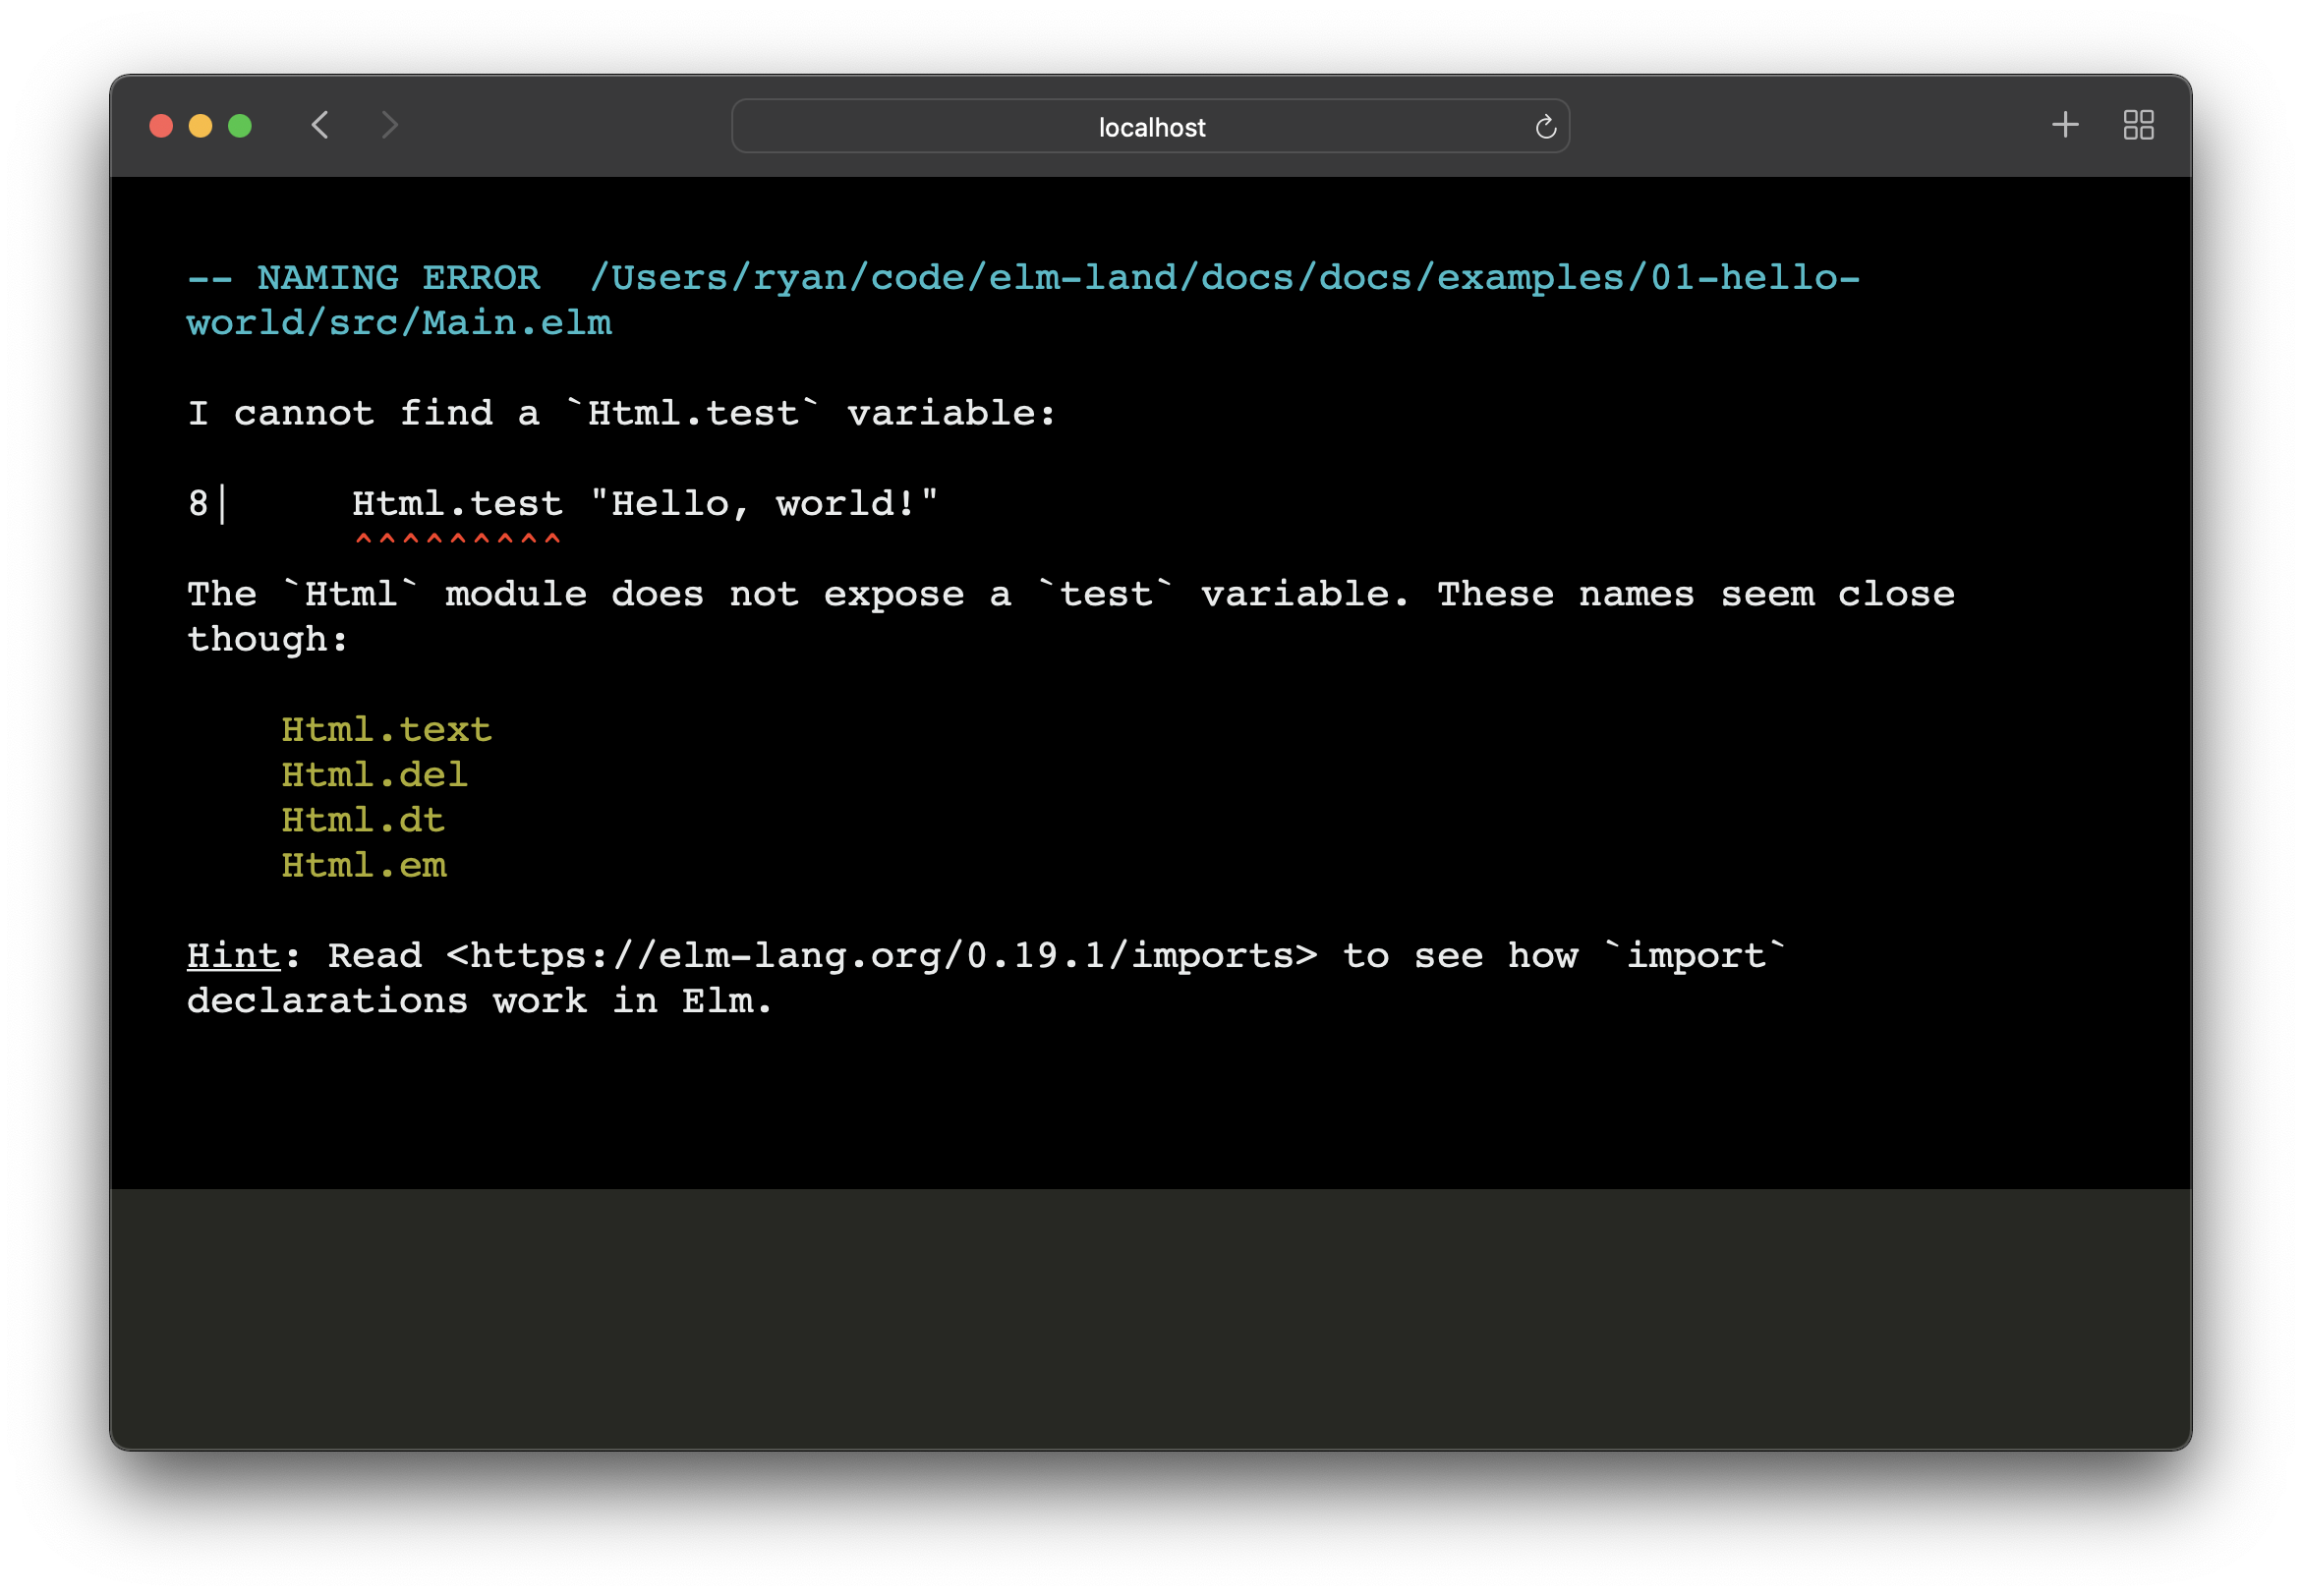 localhost
-- NAMING ERROR  /Users/ryan/code/elm-land/docs/docs/examples/01-hello-
world/src/Main.elm
I cannot find a `Html.test` variable:
8|     Html.test "Hello, world!"
       ^^^^^^^^^
The `Html` module does not expose a `test` variable. These names seem close
though:
    Html.text
    Html.del
    Html.dt
    Html.em
Hint: Read <https://elm-lang.org/0.19.1/imports> to see how `import`
declarations work in Elm.